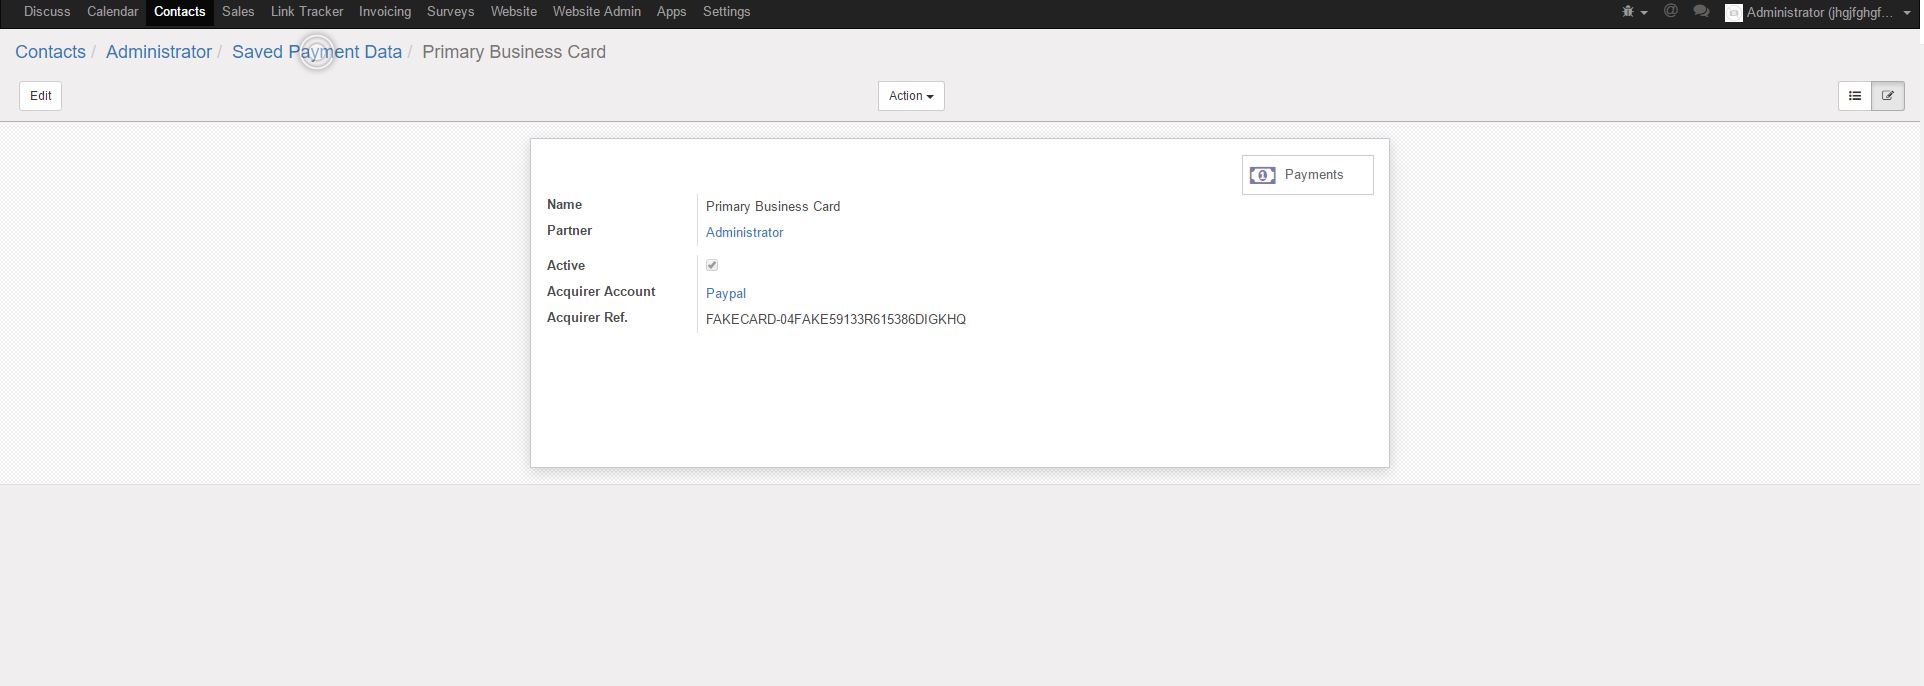 Discuss Calendar Contacts Sales Link Tracker Invoicing Surveys Website Website Admin Apps Settings @ Administrator (jhgjfghgf...
Contacts / Administrator / Saved Payment Data / Primary Business Card
Edit Action
1 Payments
Name Primary Business Card
Partner Administrator
Active
Acquirer Account Paypal
Acquirer Ref. FAKECARD-04FAKE59133R615386DIGKHQ